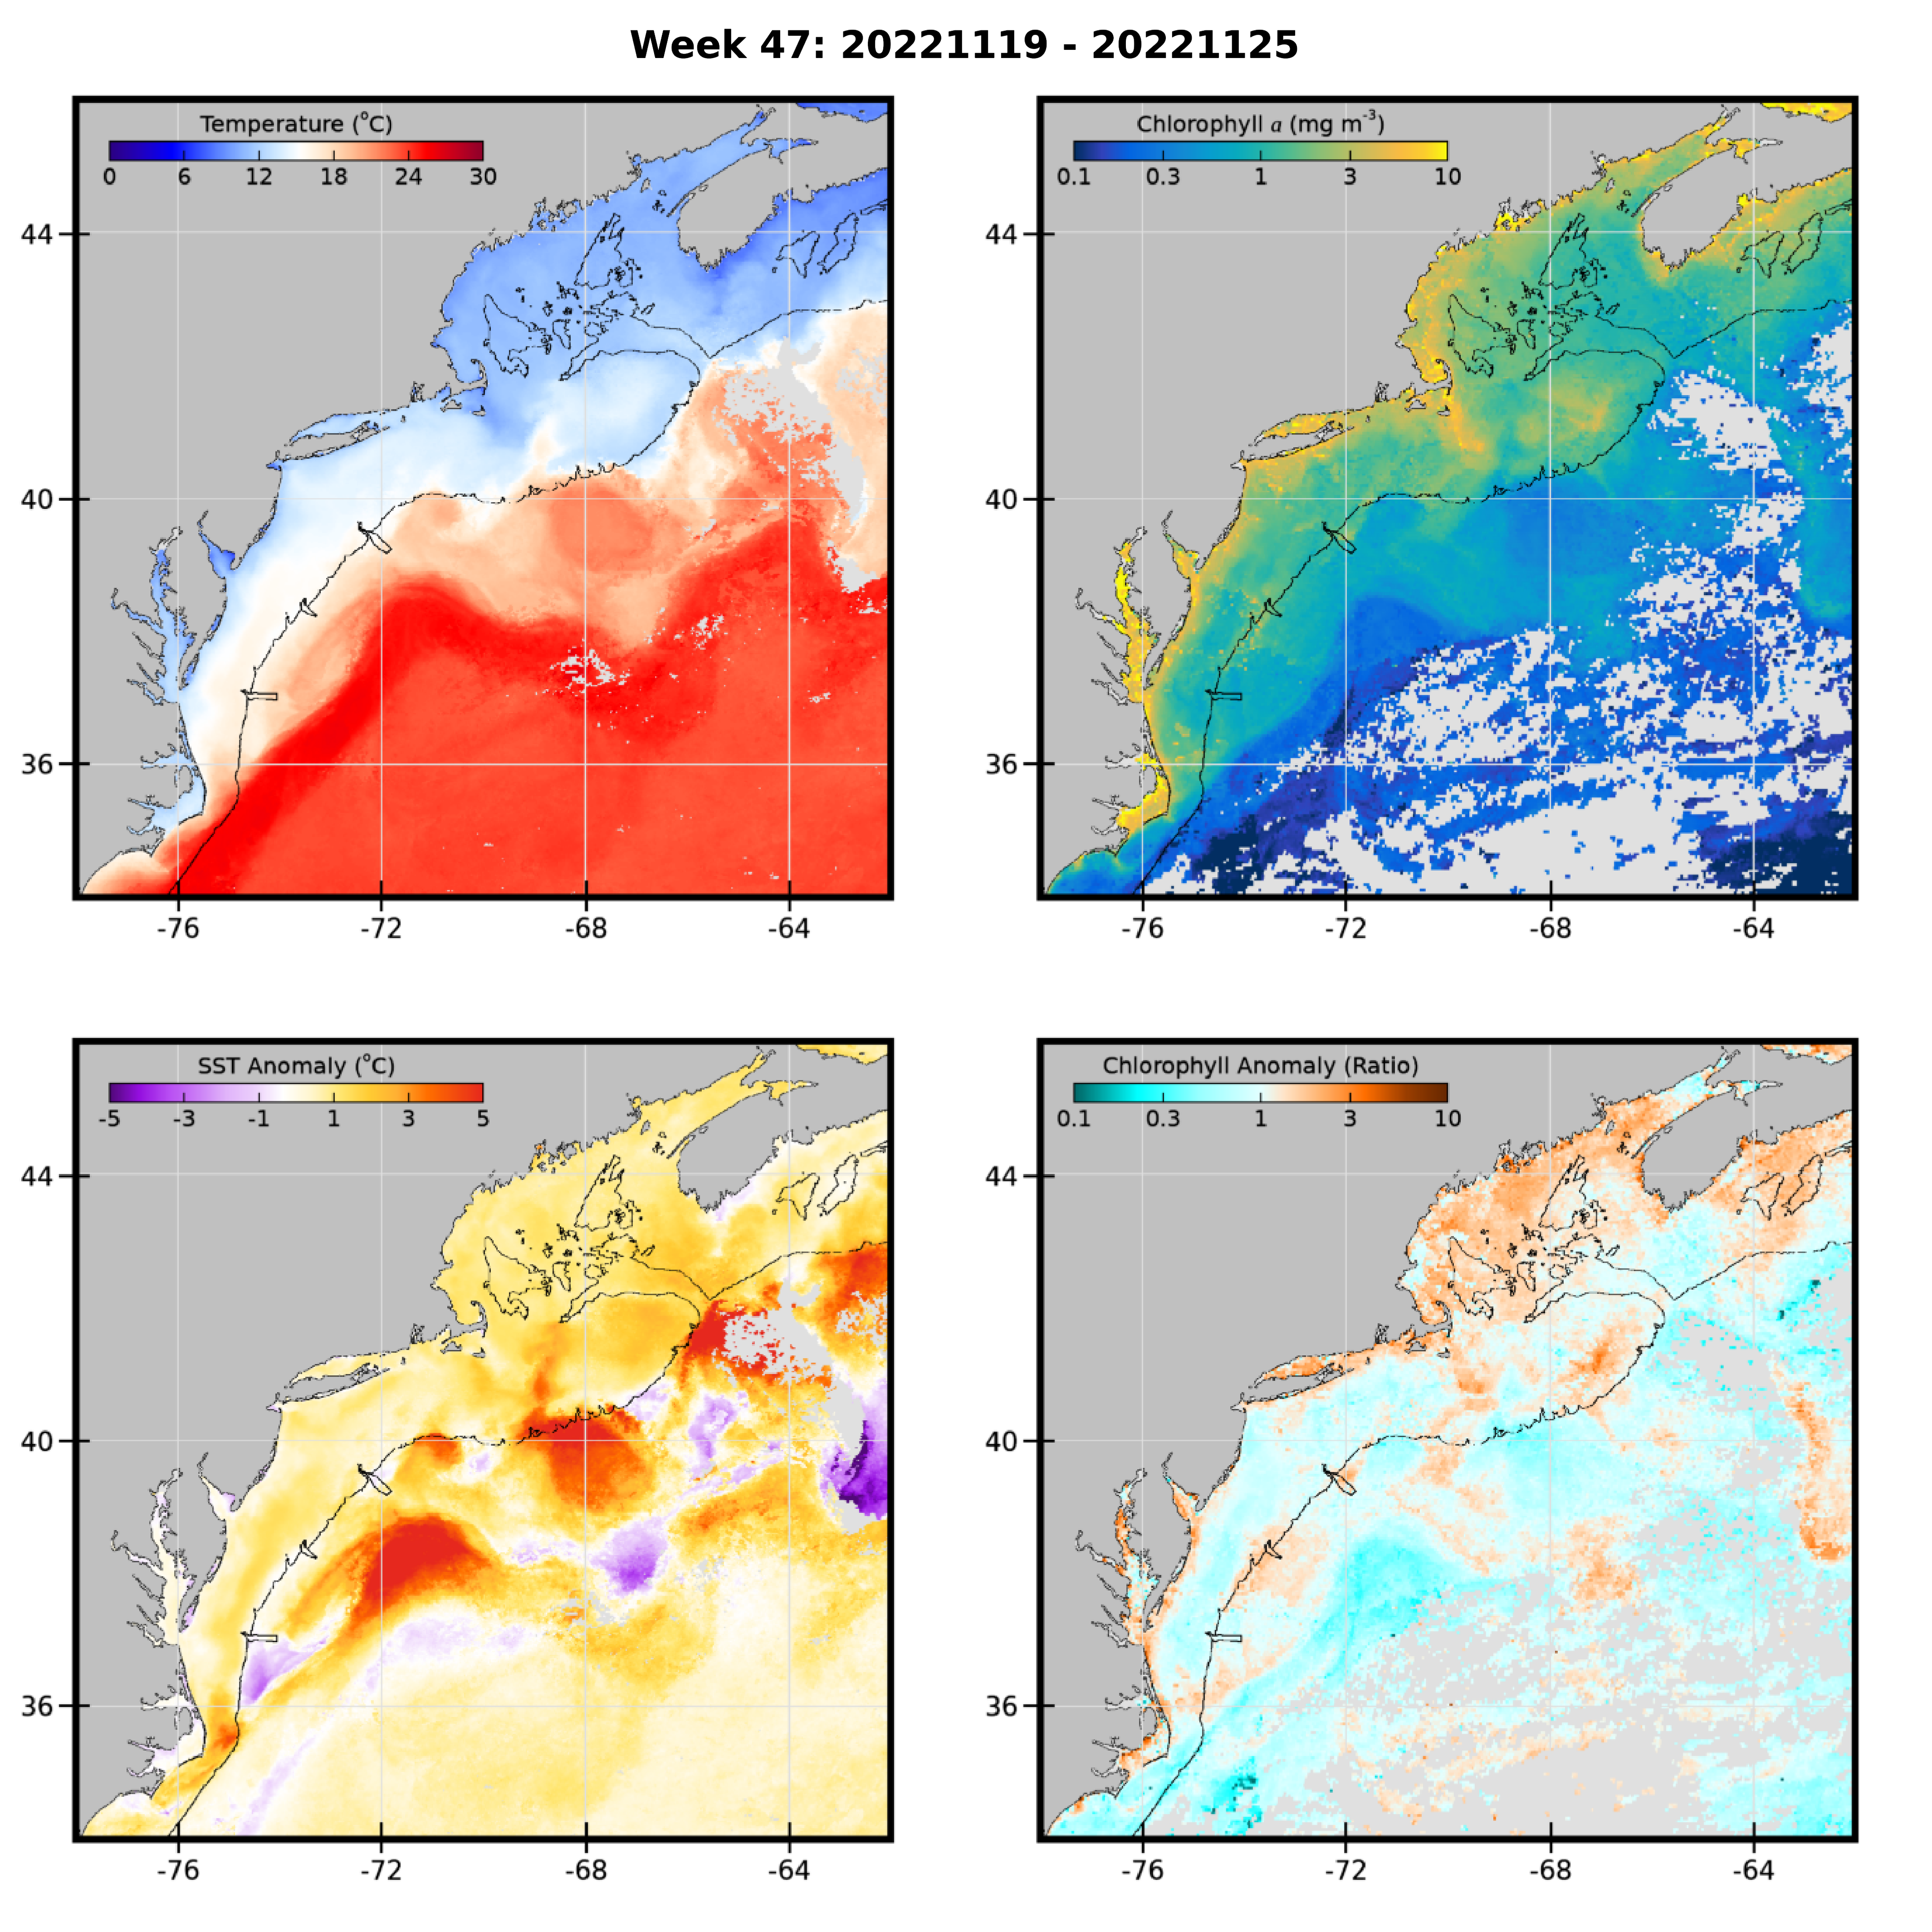 Week 47: 20221119 - 20221125
Temperature (°C)
0 6 12 18 24 30
44
40
36
-76 -72 -68 -64
Chlorophyll a (mg m⁻³)
0.1 0.3 1 3 10
44
40
36
-76 -72 -68 -64
SST Anomaly (°C)
-5 -3 -1 1 3 5
44
40
36
-76 -72 -68 -64
Chlorophyll Anomaly (Ratio)
0.1 0.3 1 3 10
44
40
36
-76 -72 -68 -64